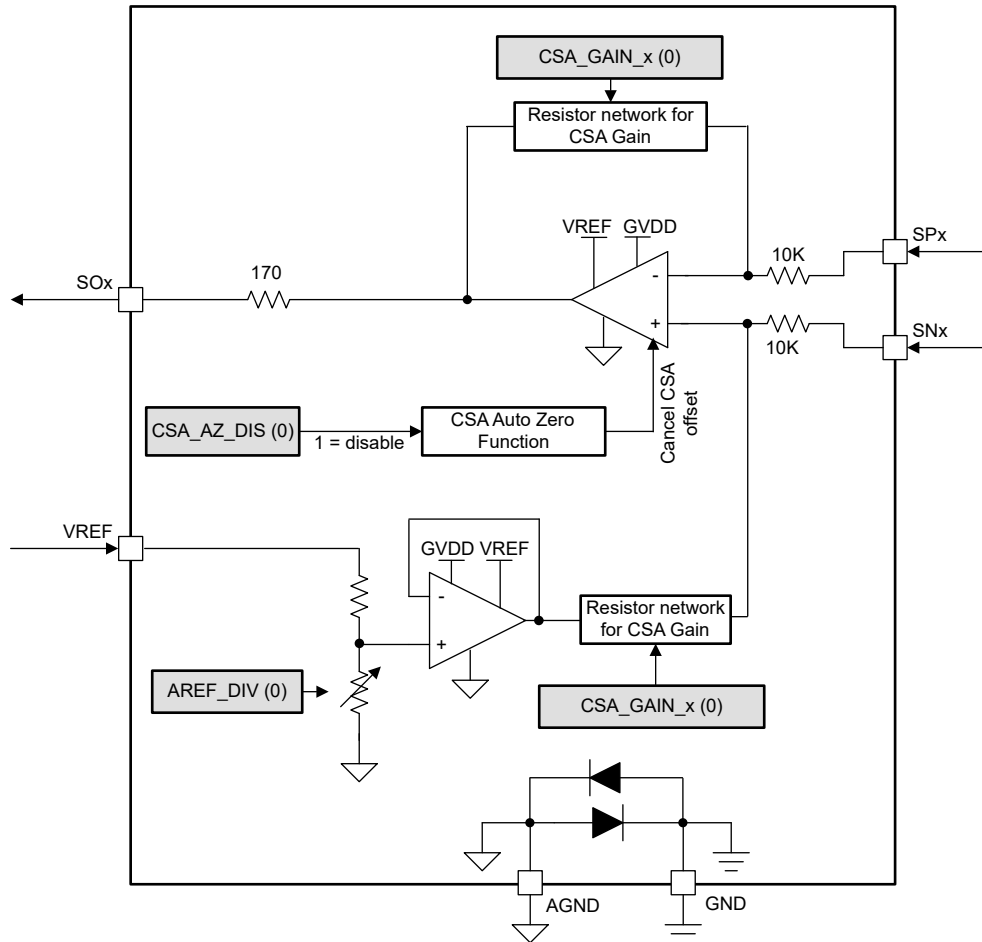 CSA_GAIN_x (0)
Resistor network for
CSA Gain
VREF
GVDD
SPx
10K
-
170
SOx
+
SNx
10K
Cancel CSA
offset
CSA_AZ_DIS (0)
1 = disable
CSA Auto Zero
Function
VREF
GVDD
VREF
-
Resistor network
for CSA Gain
+
AREF_DIV (0)
CSA_GAIN_x (0)
AGND
GND